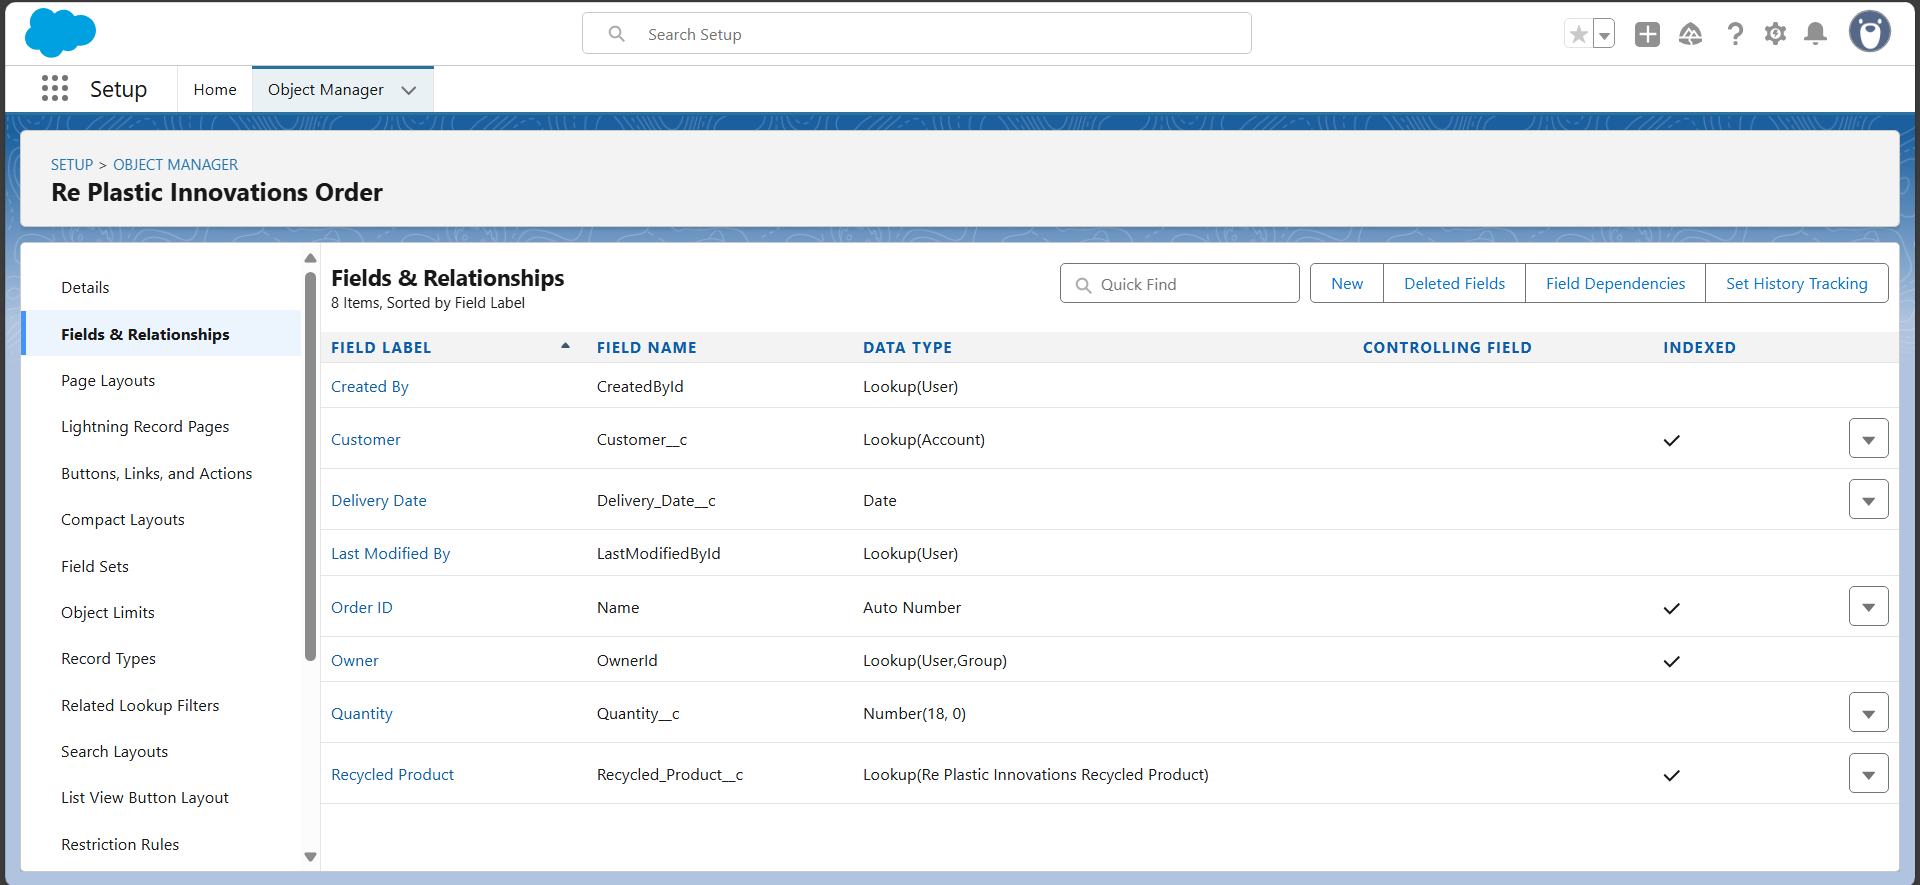 Search Setup
Setup
Home
Object Manager
SETUP > OBJECT MANAGER
Re Plastic Innovations Order
Details
Fields & Relationships
Page Layouts
Lightning Record Pages
Buttons, Links, and Actions
Compact Layouts
Field Sets
Object Limits
Record Types
Related Lookup Filters
Search Layouts
List View Button Layout
Restriction Rules
Fields & Relationships
8 Items, Sorted by Field Label
Quick Find
New
Deleted Fields
Field Dependencies
Set History Tracking
FIELD LABEL FIELD NAME DATA TYPE CONTROLLING FIELD INDEXED
Created By CreatedById Lookup(User)
Customer Customer__c Lookup(Account)
Delivery Date Delivery_Date__c Date
Last Modified By LastModifiedById Lookup(User)
Order ID Name Auto Number
Owner OwnerId Lookup(User,Group)
Quantity Quantity__c Number(18, 0)
Recycled Product Recycled_Product__c Lookup(Re Plastic Innovations Recycled Product)